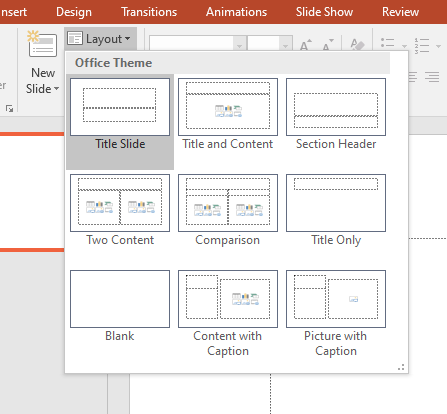 nsert Design Transitions Animations Slide Show Review
Layout
Office Theme
New
Slide
Title Slide Title and Content Section Header
Two Content Comparison Title Only
Blank Content with Picture with
Caption Caption